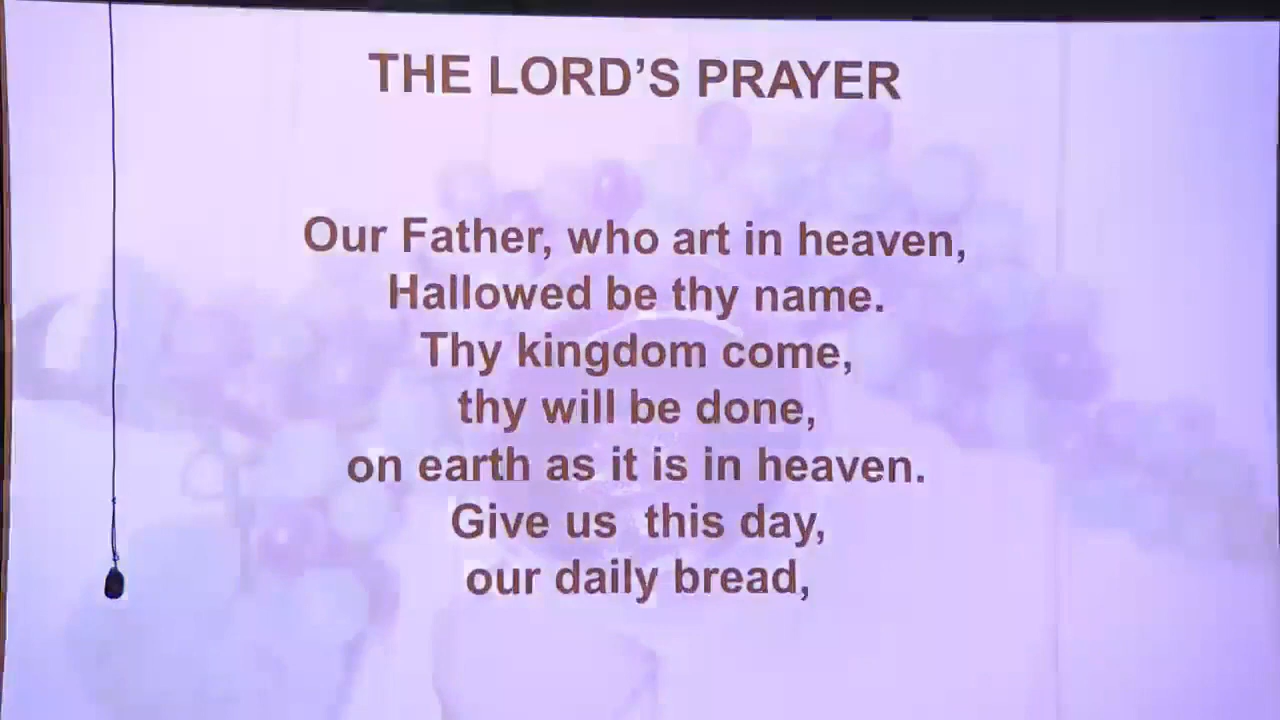 THE LORD’S PRAYER
Our Father, who art in heaven,
Hallowed be thy name.
Thy kingdom come,
thy will be done,
on earth as it is in heaven.
Give us  this day,
our daily bread,